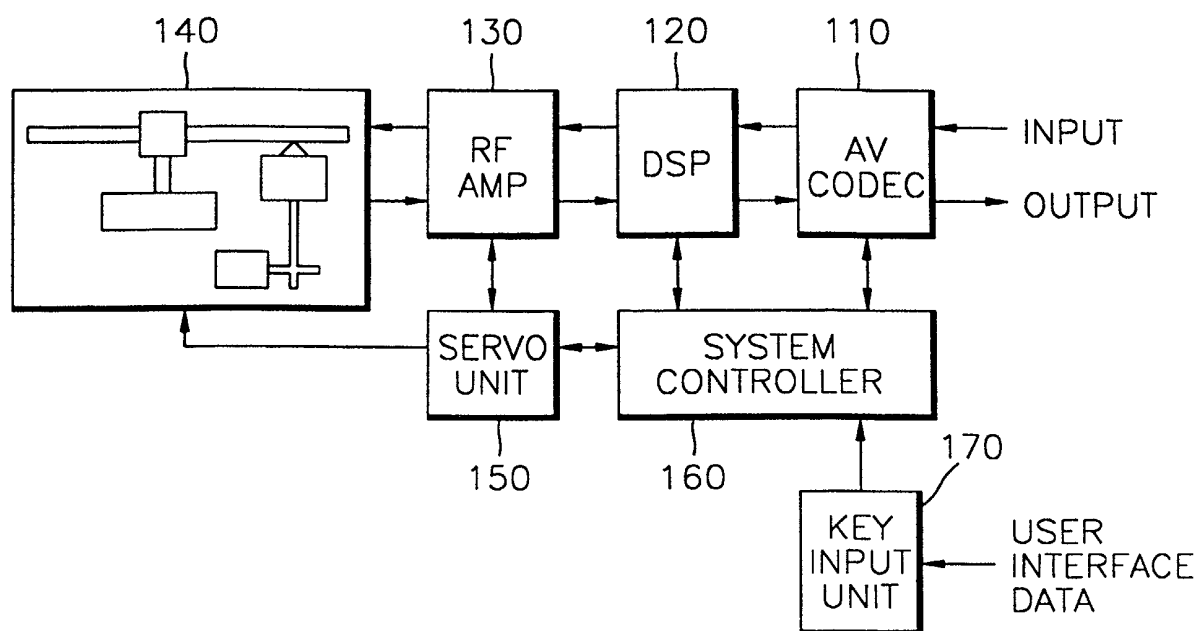 140
130
120
110
RF
AMP
DSP
AV
CODEC
INPUT
OUTPUT
SERVO
UNIT
SYSTEM
CONTROLLER
150
160
170
KEY
INPUT
UNIT
USER
INTERFACE
DATA